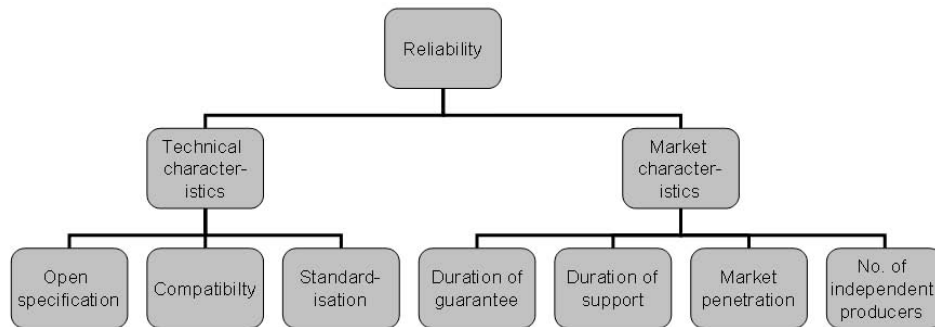 Reliability
Technical
character-
istics
Market
character-
istics
Open
specification
Compatibilty
Standard-
isation
Duration of
guarantee
Duration of
support
Market
penetration
No. of
independent
producers